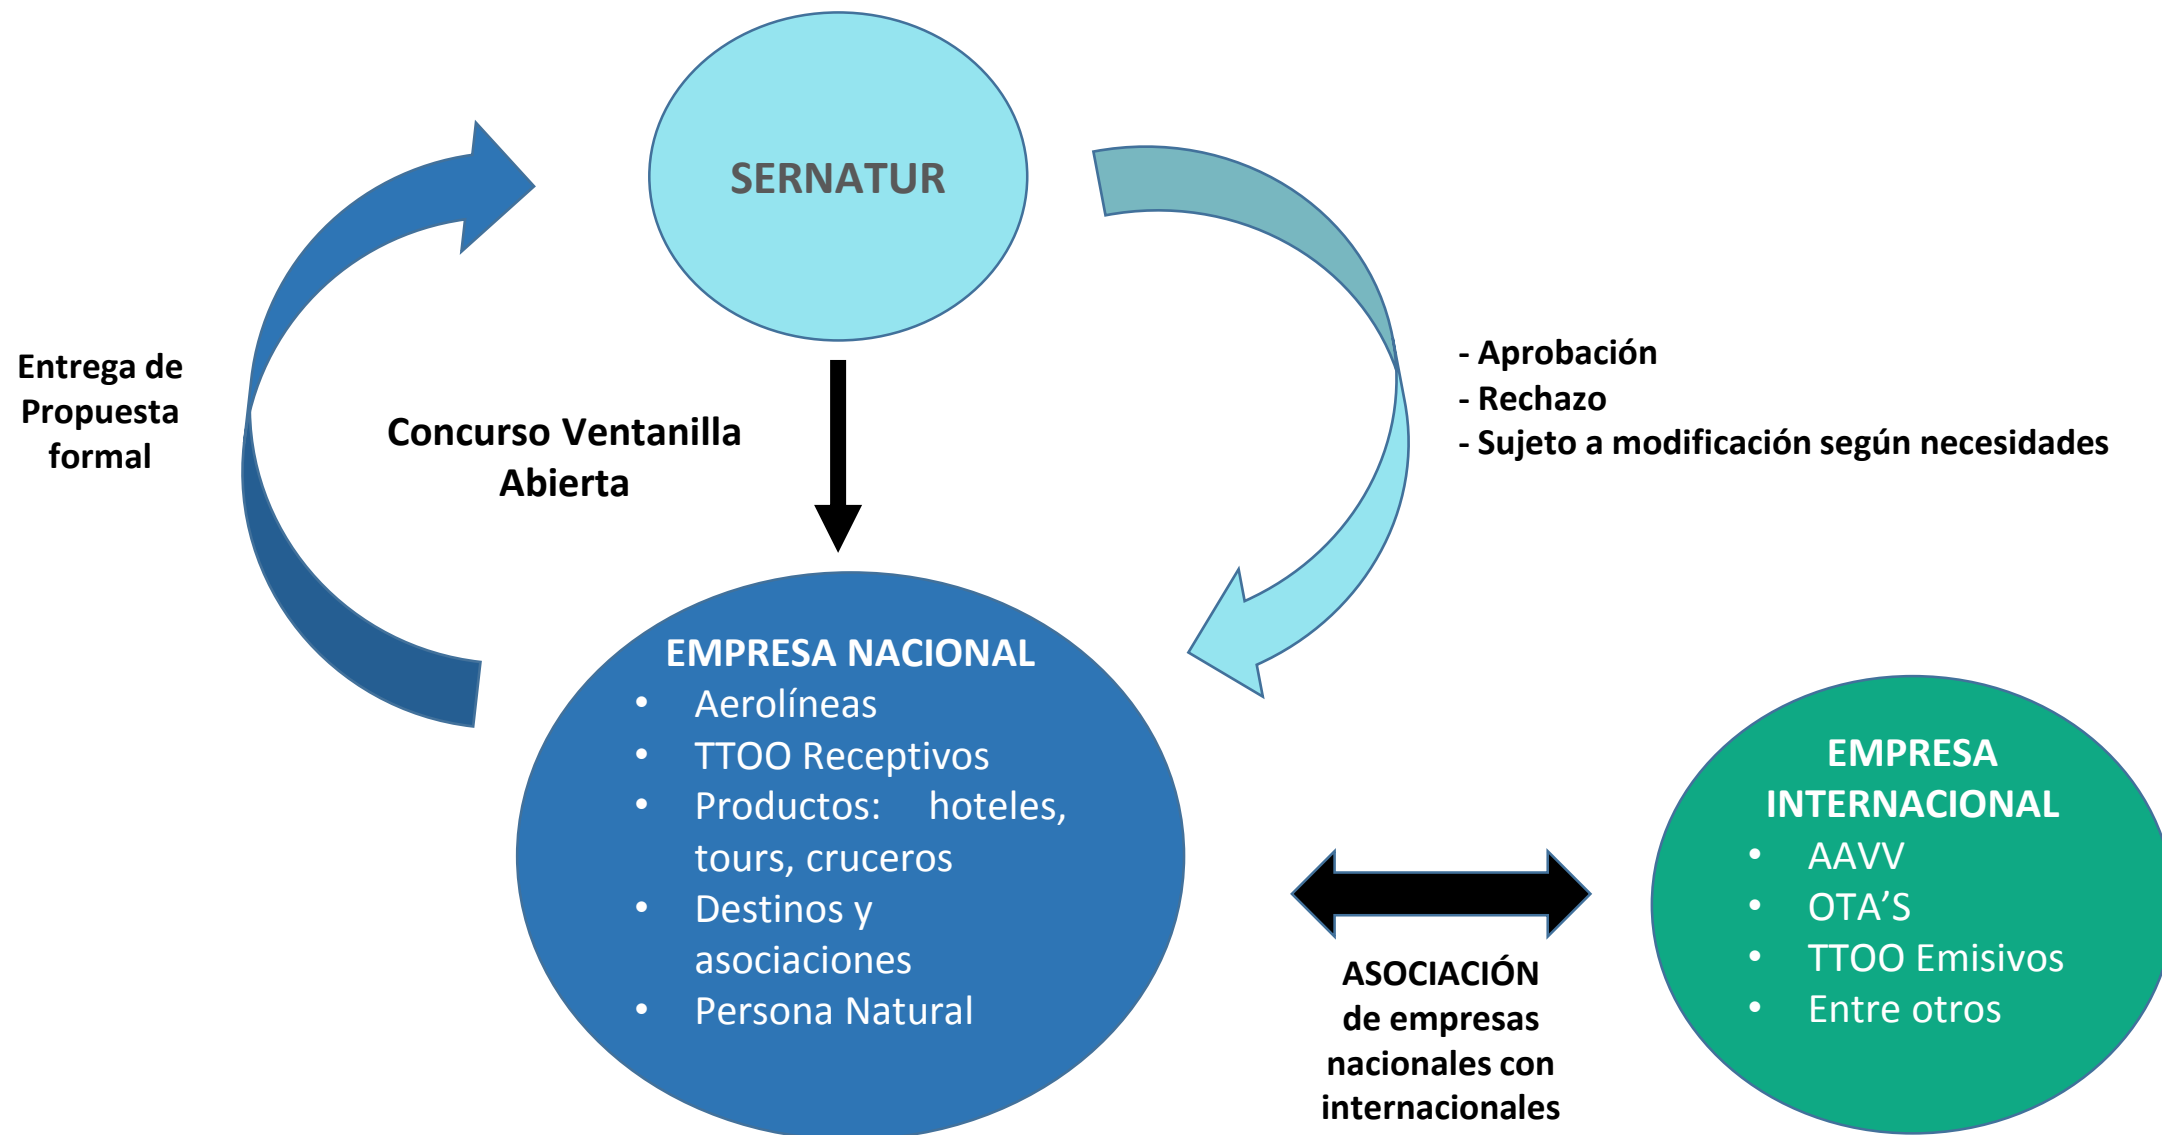 SERNATUR
Entrega de
Propuesta
formal
Concurso Ventanilla
Abierta
- Aprobación
- Rechazo
- Sujeto a modificación según necesidades
EMPRESA NACIONAL
• Aerolíneas
• TTOO Receptivos
• Productos: hoteles,
tours, cruceros
• Destinos y
asociaciones
• Persona Natural
ASOCIACIÓN
de empresas
nacionales con
internacionales
EMPRESA
INTERNACIONAL
• AAVV
• OTA’S
• TTOO Emisivos
• Entre otros